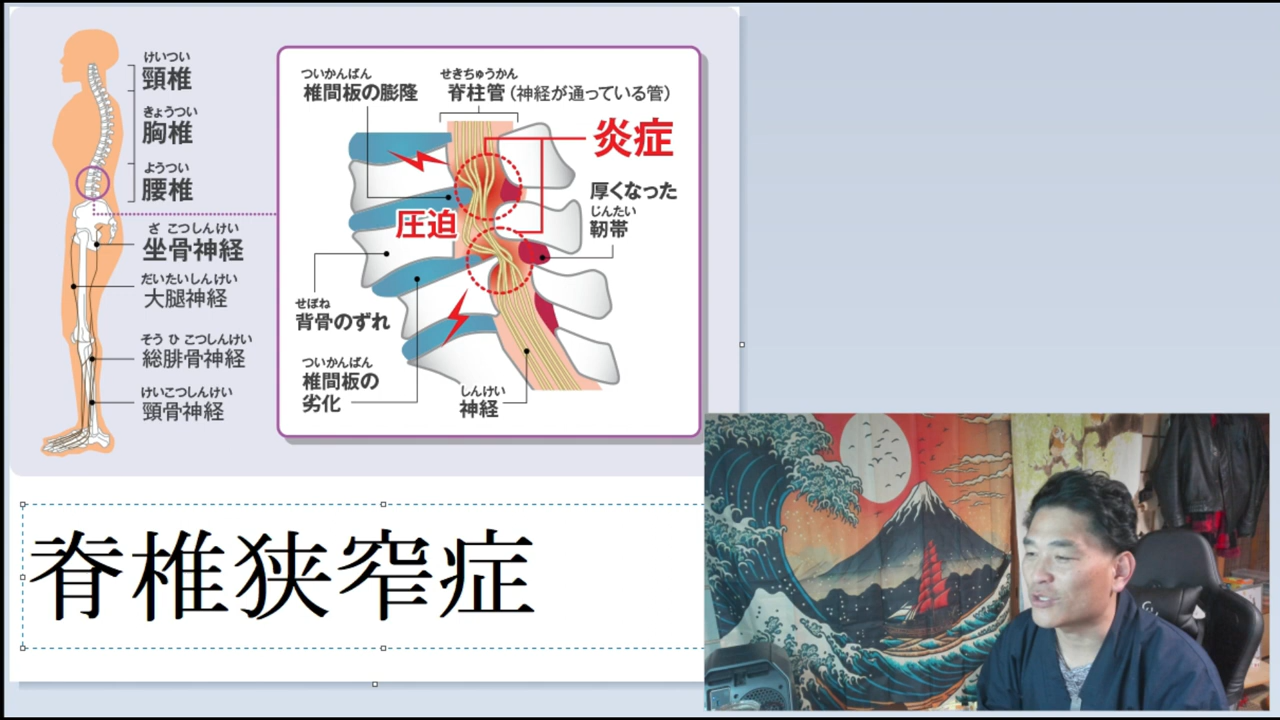 けいつい
頸椎
きょうつい
胸椎
ようつい
腰椎
ざ こつしんけい
坐骨神経
だいたいしんけい
大腿神経
そう ひ こつしんけい
総腓骨神経
けいこつしんけい
頸骨神経
ついかんばん
椎間板の膨隆
せきちゅうかん
脊柱管(神経が通っている管)
炎症
厚くなった
じんたい
靭帯
圧迫
せぼね
背骨のずれ
ついかんばん
椎間板の
劣化
しんけい
神経
脊椎狭窄症